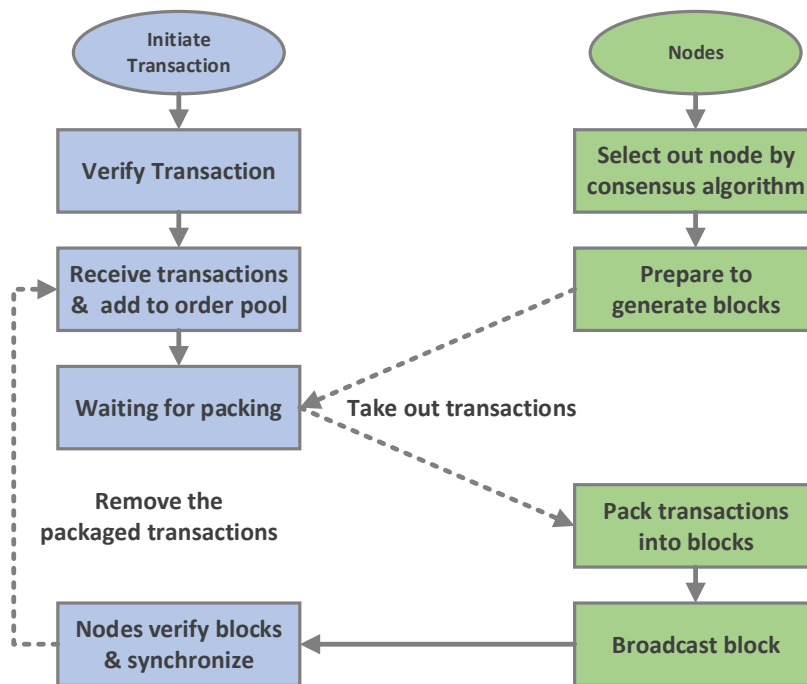 Initiate
Transaction
Nodes
Verify Transaction
Select out node by
consensus algorithm
Receive transactions
& add to order pool
Prepare to
generate blocks
Waiting for packing
Take out transactions
Remove the
packaged transactions
Pack transactions
into blocks
Nodes verify blocks
& synchronize
Broadcast block